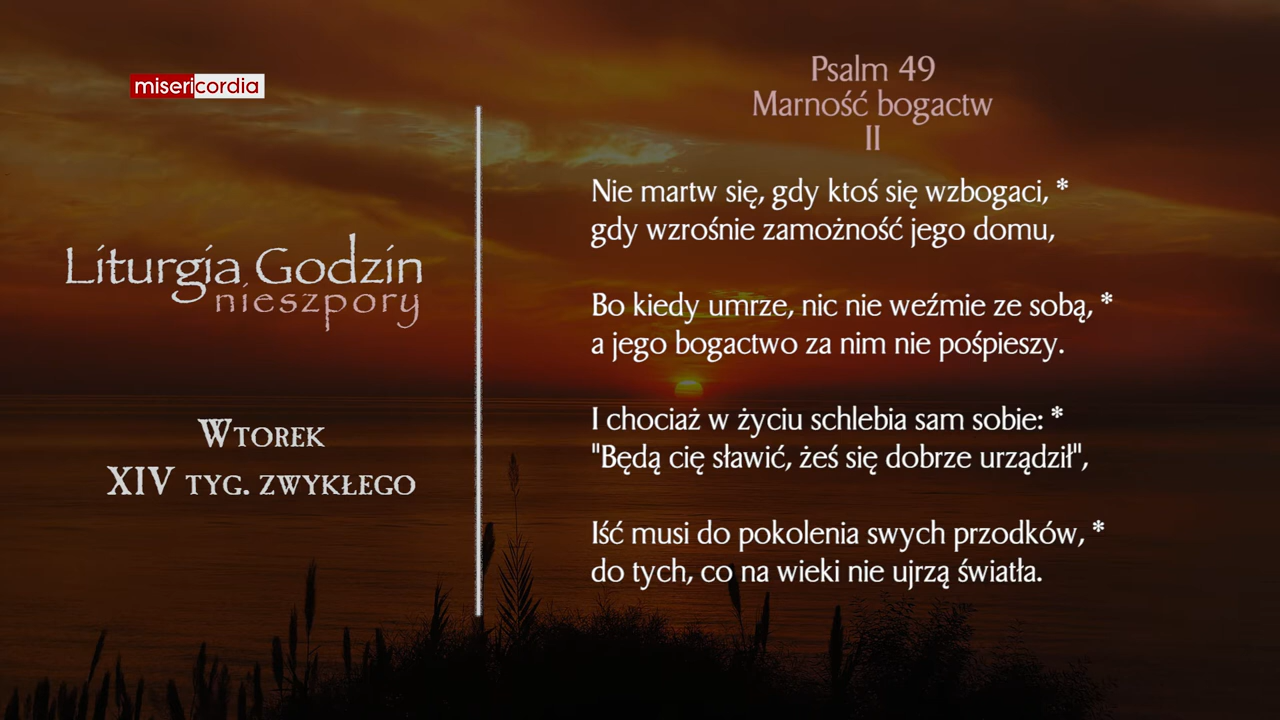 misericordia
Liturgia Godzin
nieszpory
Wtorek
XIV tyg. zwykłego
Psalm 49
Marność bogactw
II
Nie martw się, gdy ktoś się wzbogaci, *
gdy wzrośnie zamożność jego domu,
Bo kiedy umrze, nic nie weźmie ze sobą, *
a jego bogactwo za nim nie pośpieszy.
I chociaż w życiu schlebia sam sobie: *
"Będą cię sławić, żeś się dobrze urządził",
Iść musi do pokolenia swych przodków, *
do tych, co na wieki nie ujrzą światła.